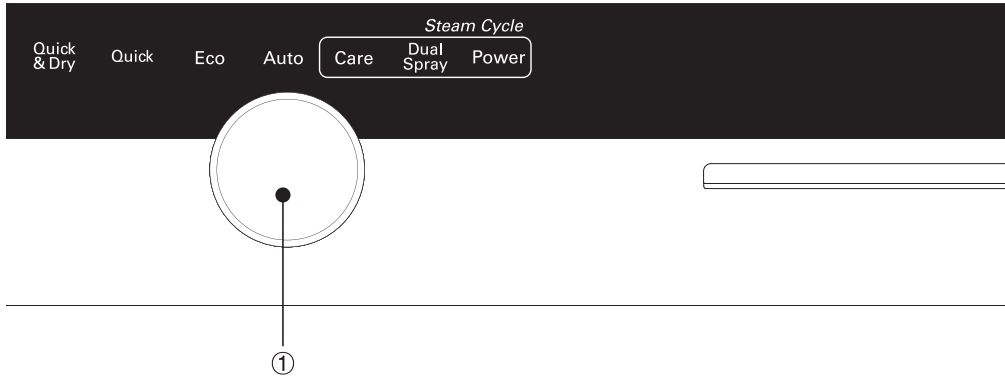 Steam Cycle
Quick
& Dry
Quick
Eco
Auto
Care
Dual
Spray
Power
①